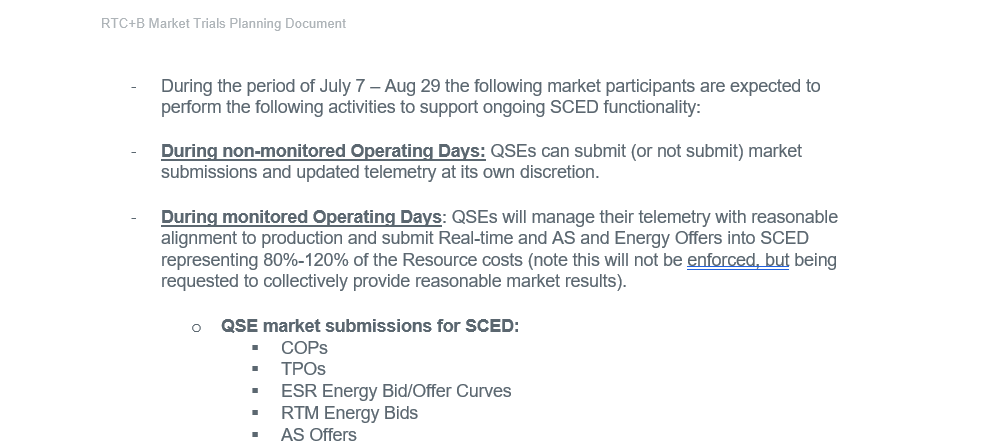 RTC+B Market Trials Planning Document
- During the period of July 7 – Aug 29 the following market participants are expected to
perform the following activities to support ongoing SCED functionality:
- During non-monitored Operating Days: QSEs can submit (or not submit) market
submissions and updated telemetry at its own discretion.
- During monitored Operating Days: QSEs will manage their telemetry with reasonable
alignment to production and submit Real-time and AS and Energy Offers into SCED
representing 80%-120% of the Resource costs (note this will not be enforced, but being
requested to collectively provide reasonable market results).
o QSE market submissions for SCED:
▪ COPs
▪ TPOs
▪ ESR Energy Bid/Offer Curves
▪ RTM Energy Bids
▪ AS Offers